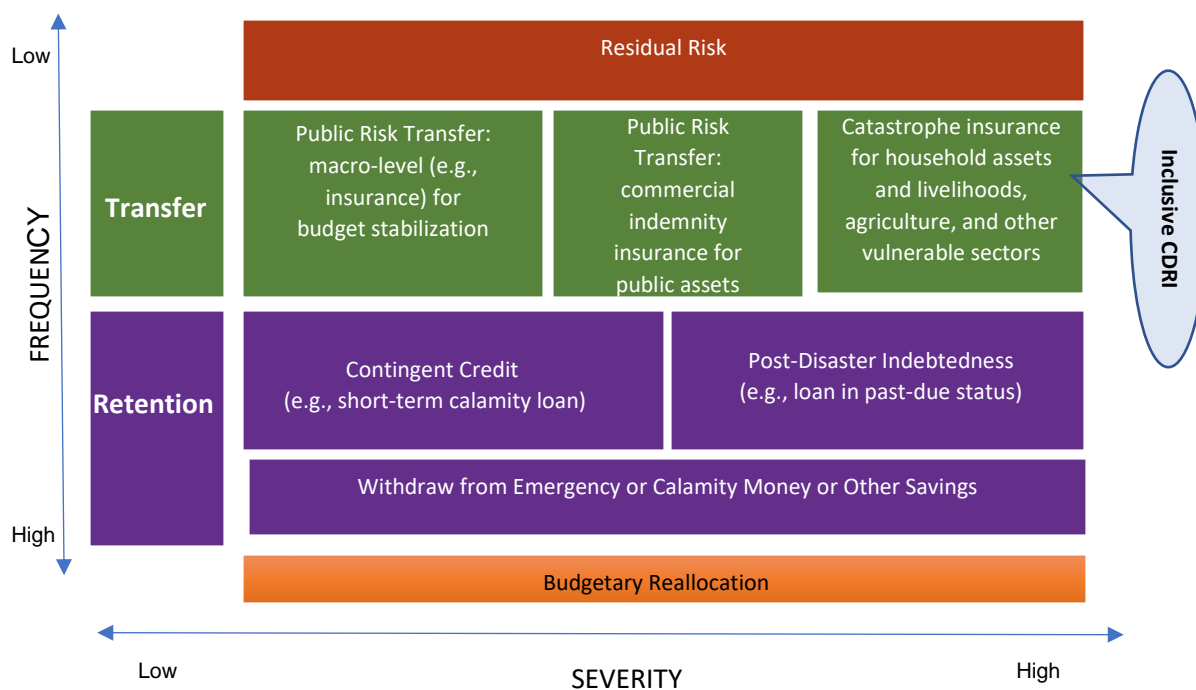 Low
Residual Risk
Transfer
Public Risk Transfer:
macro-level (e.g.,
insurance) for
budget stabilization
Public Risk
Transfer:
commercial
indemnity
insurance for
public assets
Catastrophe insurance
for household assets
and livelihoods,
agriculture, and other
vulnerable sectors
Inclusive CDRI
FREQUENCY
Retention
Contingent Credit
(e.g., short-term calamity loan)
Post-Disaster Indebtedness
(e.g., loan in past-due status)
Withdraw from Emergency or Calamity Money or Other Savings
High
Budgetary Reallocation
Low
SEVERITY
High